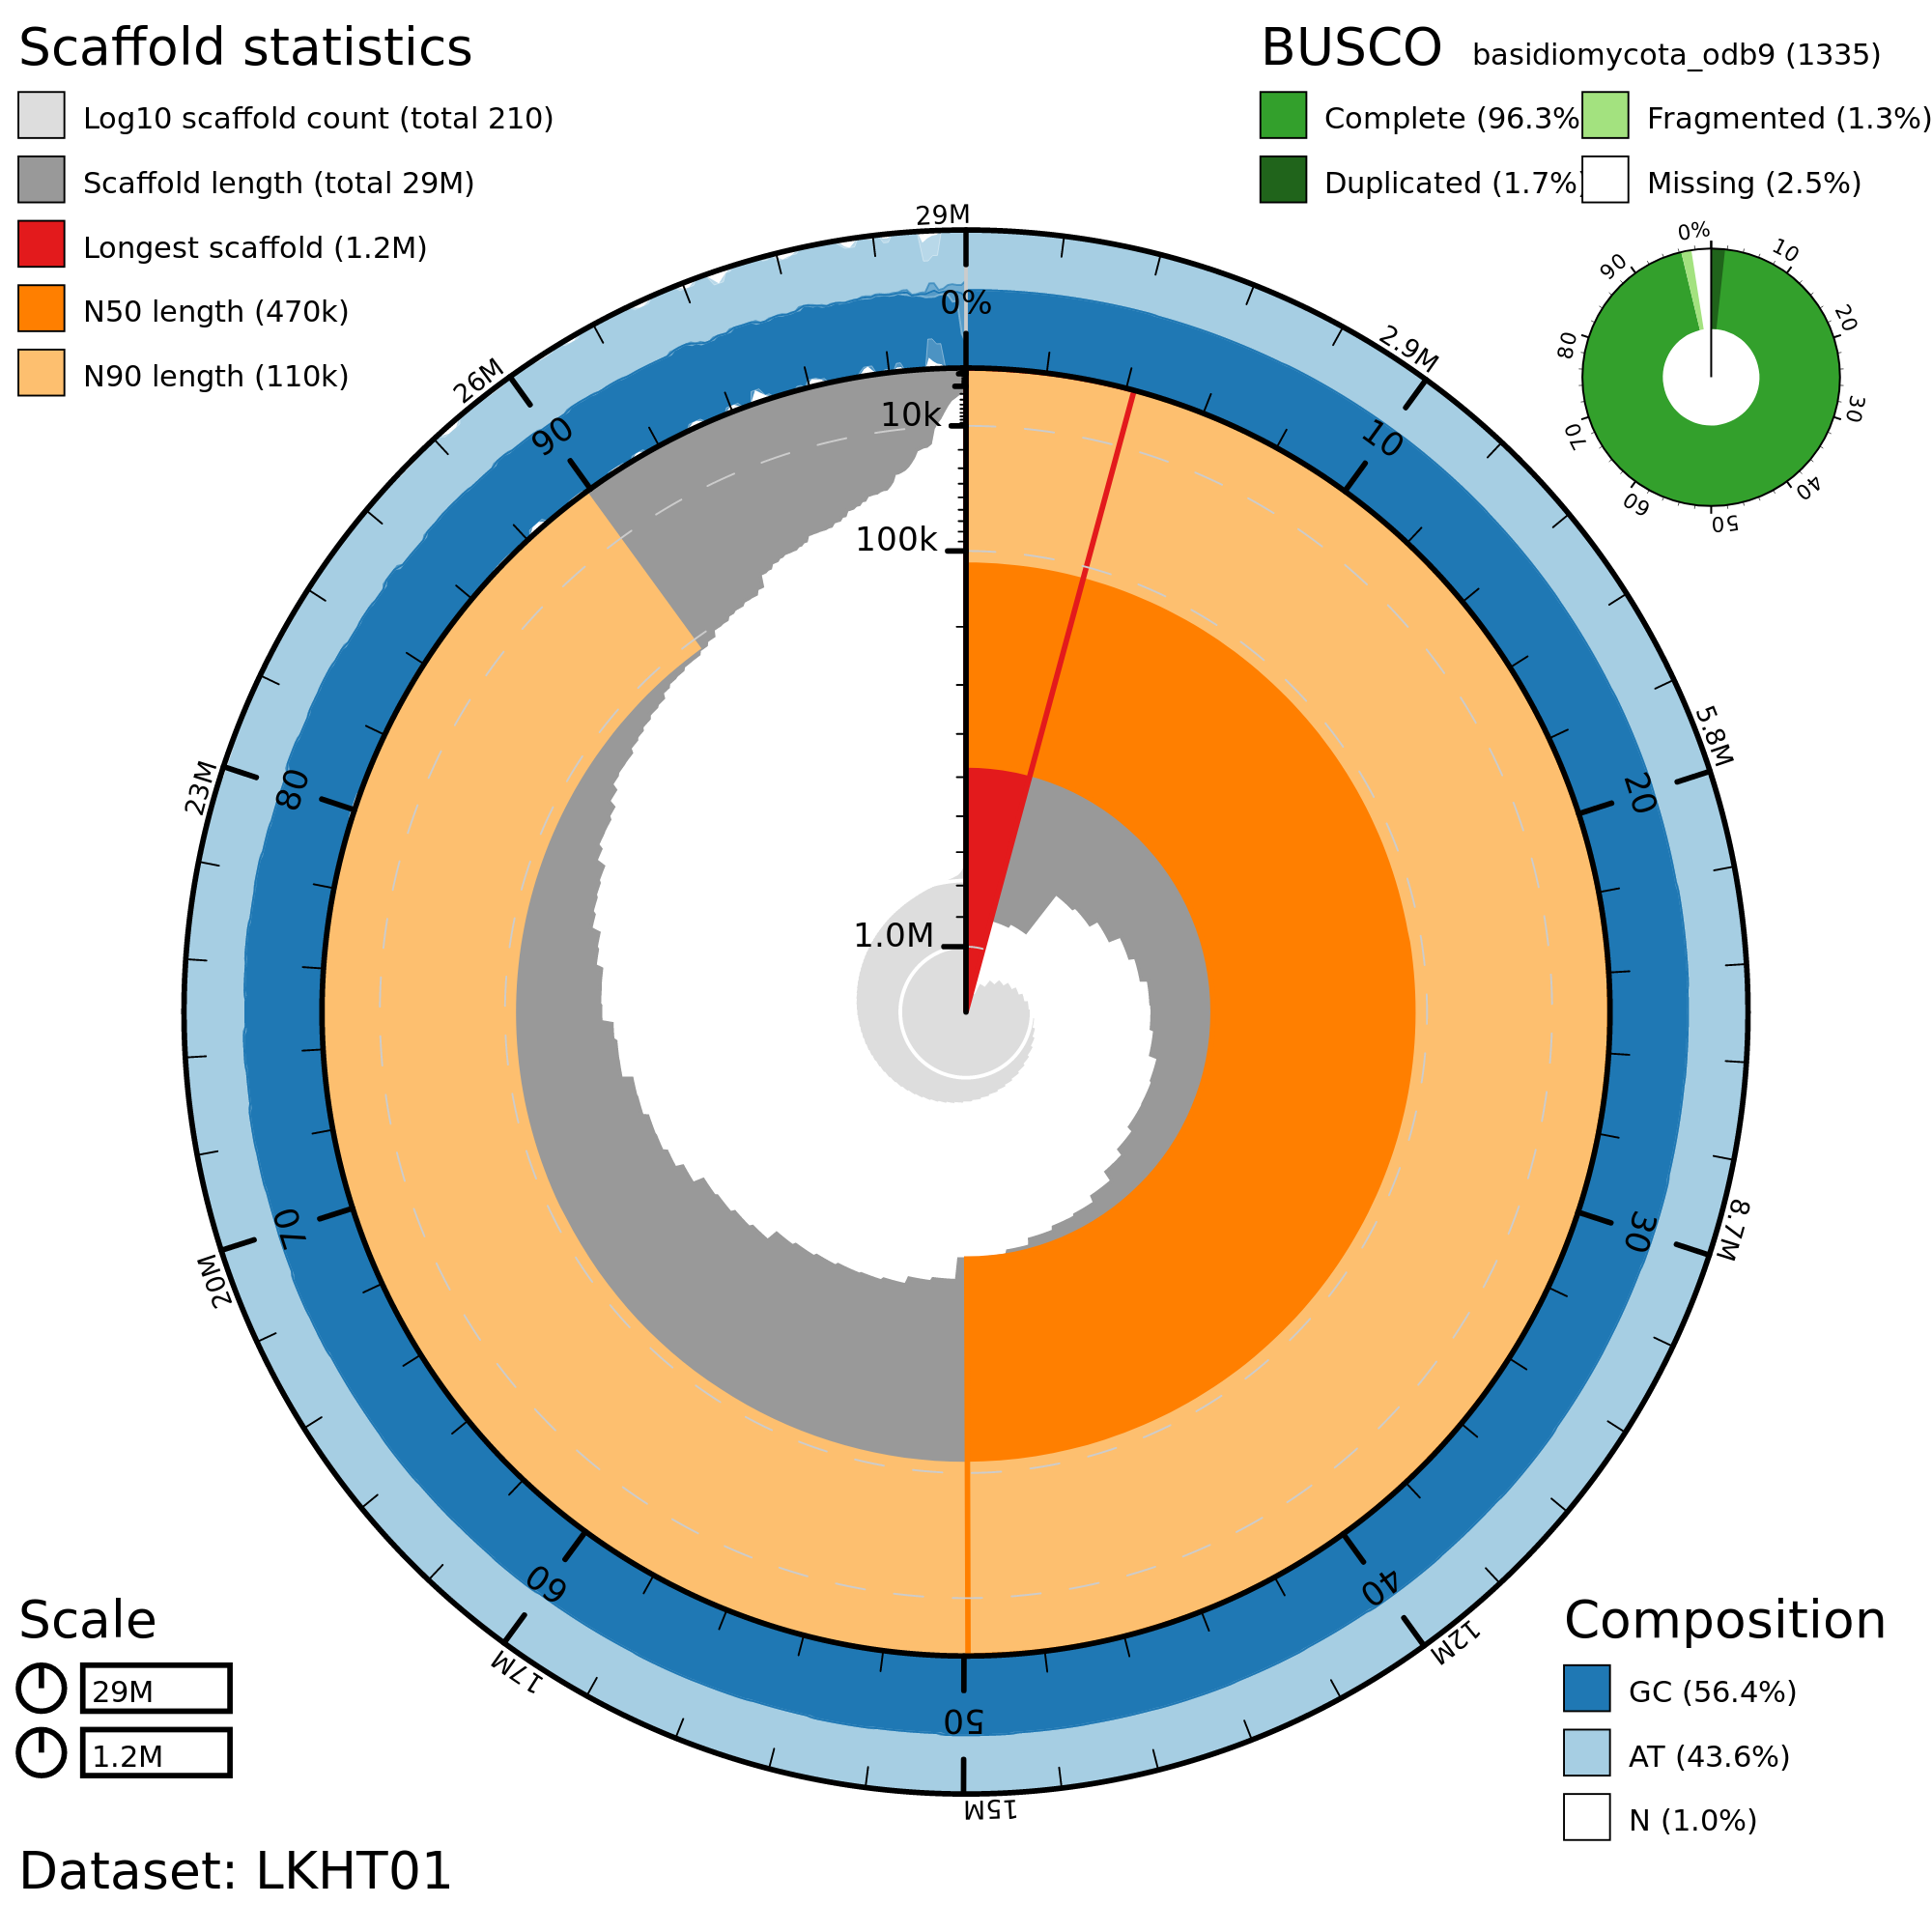 Scaffold statistics
Log10 scaffold count (total 210)
Scaffold length (total 29M)
Longest scaffold (1.2M)
N50 length (470k)
N90 length (110k)
BUSCO basidiomycota_odb9 (1335)
Complete (96.3%
Fragmented (1.3%)
Duplicated (1.7%)
Missing (2.5%)
0%
10
20
30
40
50
60
70
80
90
29M
2.9M
5.8M
8.7M
12M
15M
17M
20M
23M
26M
0%
10
20
30
40
50
60
70
80
90
10k
100k
1.0M
Scale
29M
1.2M
Composition
GC (56.4%)
AT (43.6%)
N (1.0%)
Dataset: LKHT01